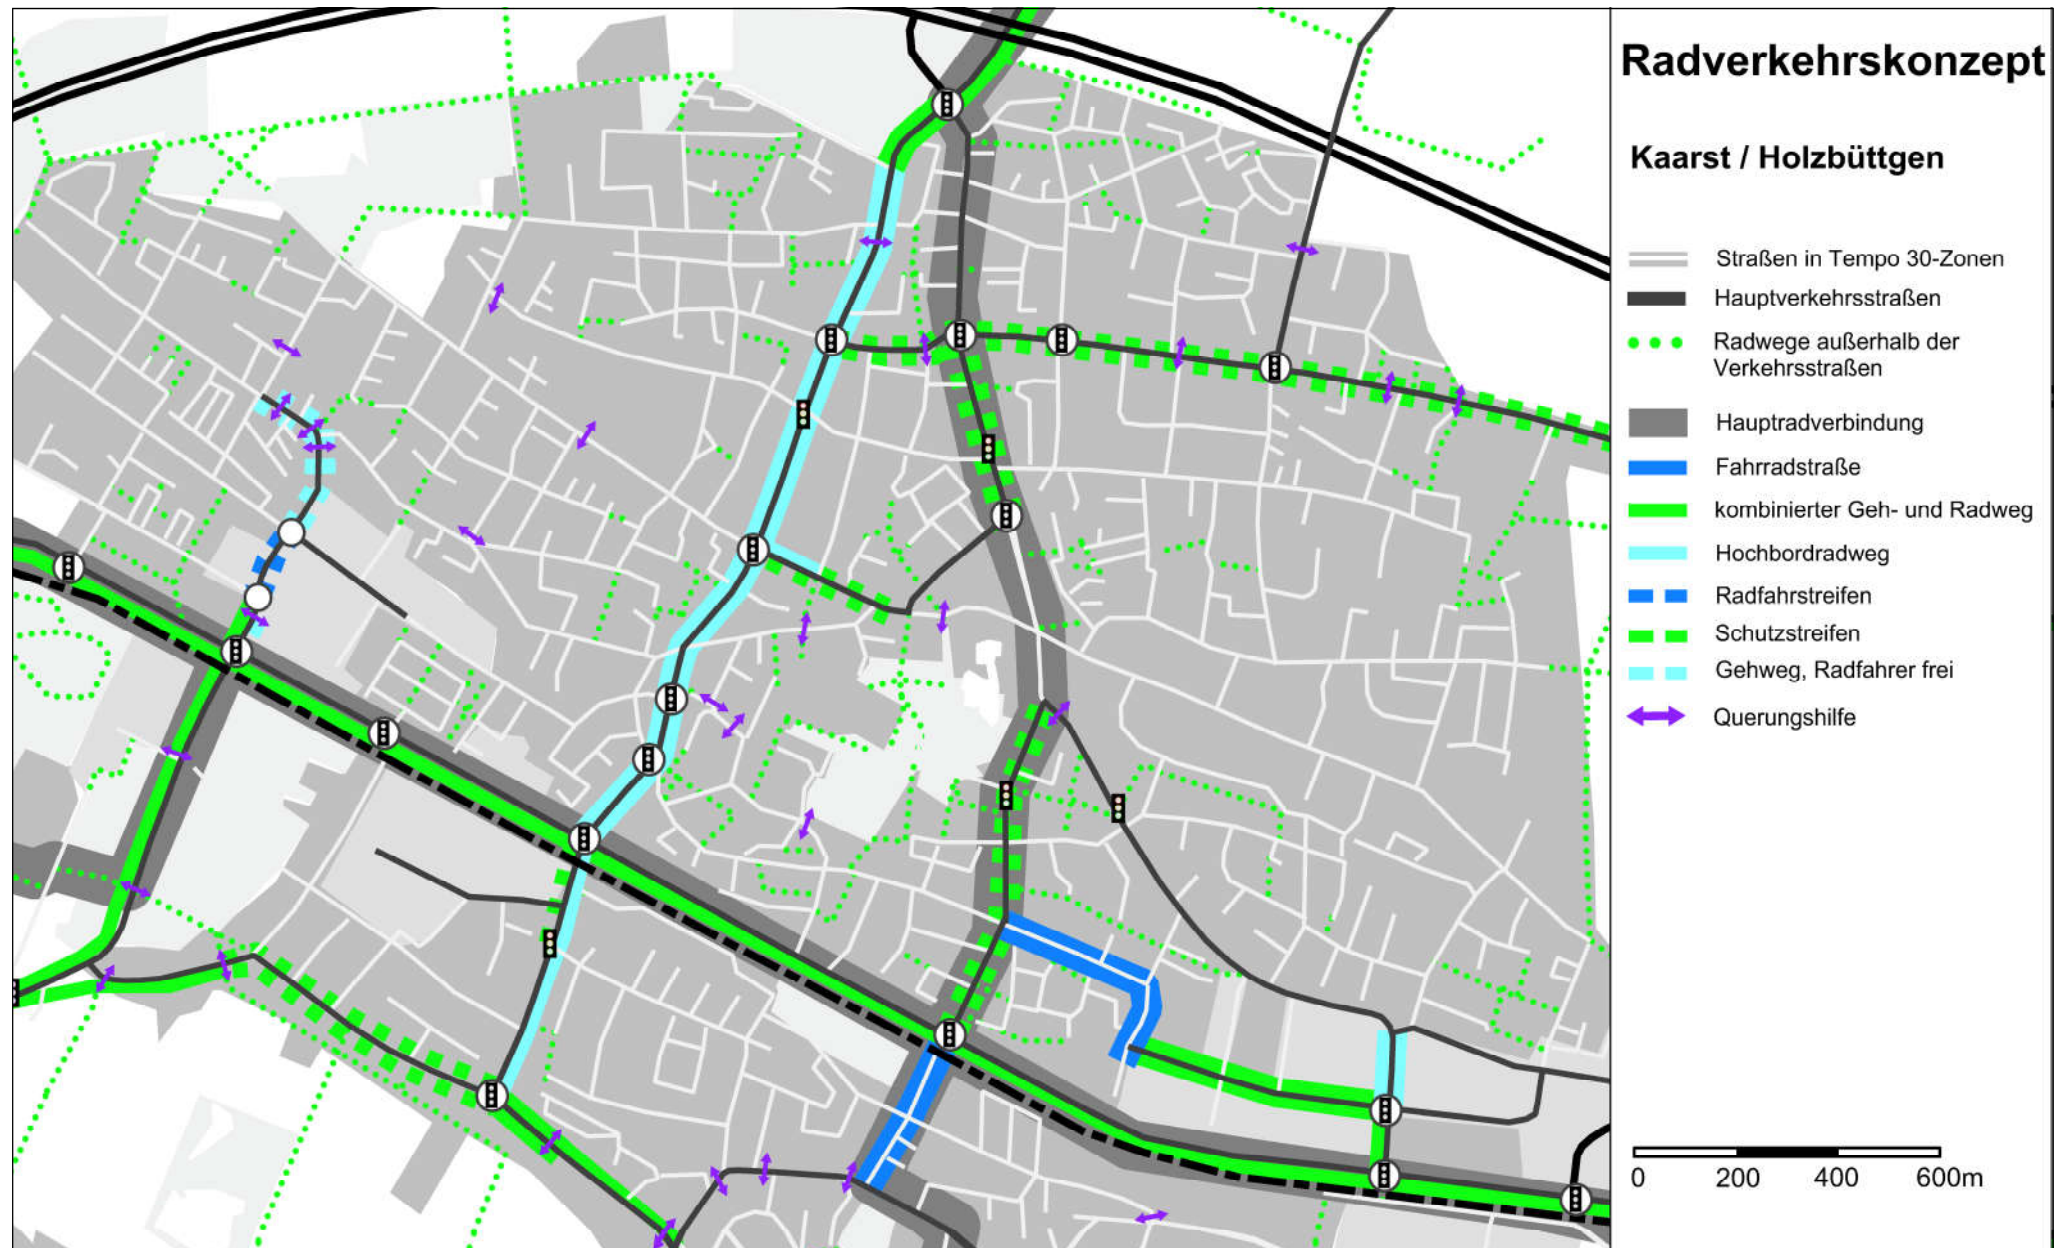 Radverkehrskonzept
Kaarst / Holzbüttgen
Straßen in Tempo 30-Zonen
Hauptverkehrsstraßen
Radwege außerhalb der
Verkehrsstraßen
Hauptradverbindung
Fahrradstraße
kombinierter Geh- und Radweg
Hochbordradweg
Radfahrstreifen
Schutzstreifen
Gehweg, Radfahrer frei
Querungshilfe
0 200 400 600m